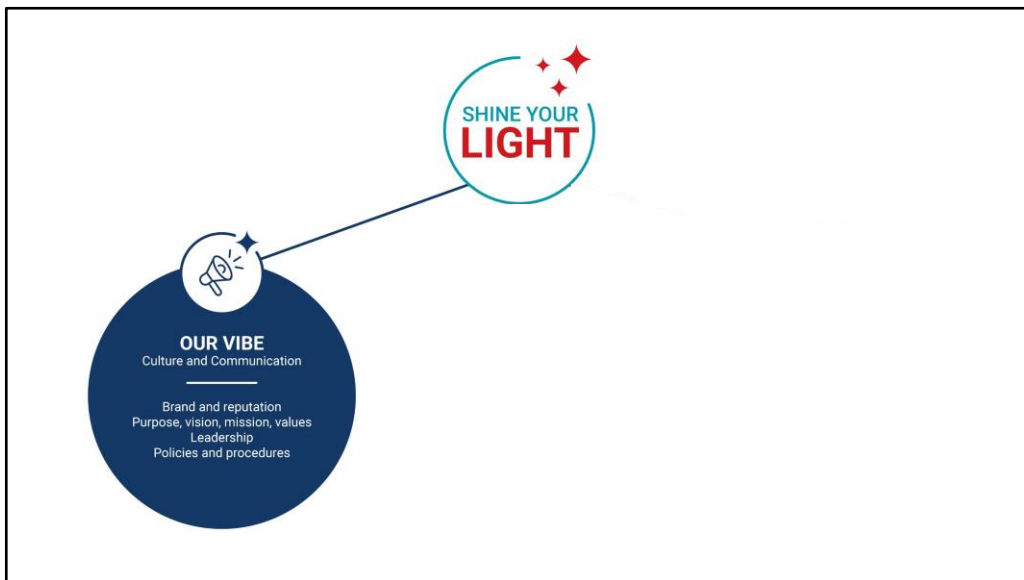 SHINE YOUR
LIGHT
OUR VIBE
Culture and Communication
Brand and reputation
Purpose, vision, mission, values
Leadership
Policies and procedures